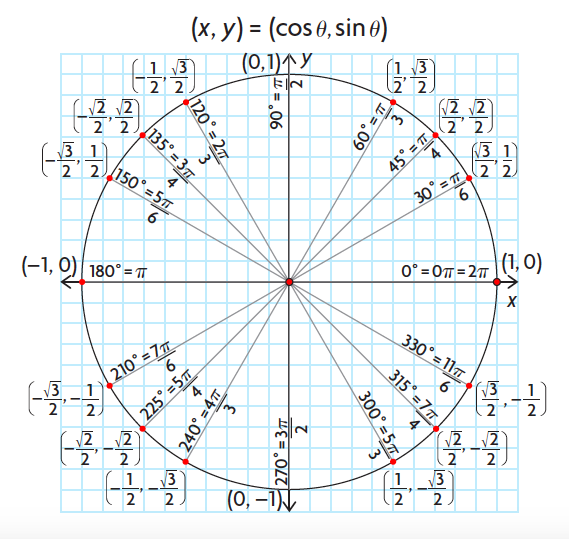 (x, y) = (cos θ, sin θ)
(0, 1) y
(-1/2, √3/2)
(1/2, √3/2)
(-√2/2, √2/2)
(√2/2, √2/2)
(-√3/2, 1/2)
(√3/2, 1/2)
120° = 2π/3
90° = π/2
60° = π/3
135° = 3π/4
45° = π/4
150° = 5π/6
30° = π/6
(−1, 0)
180° = π
0° = 0π = 2π
(1, 0)
x
210° = 7π/6
330° = 11π/6
225° = 5π/4
315° = 7π/4
240° = 4π/3
270° = 3π/2
300° = 5π/3
(-√3/2, -1/2)
(√3/2, -1/2)
(-√2/2, -√2/2)
(√2/2, -√2/2)
(-1/2, -√3/2)
(1/2, -√3/2)
(0, −1)